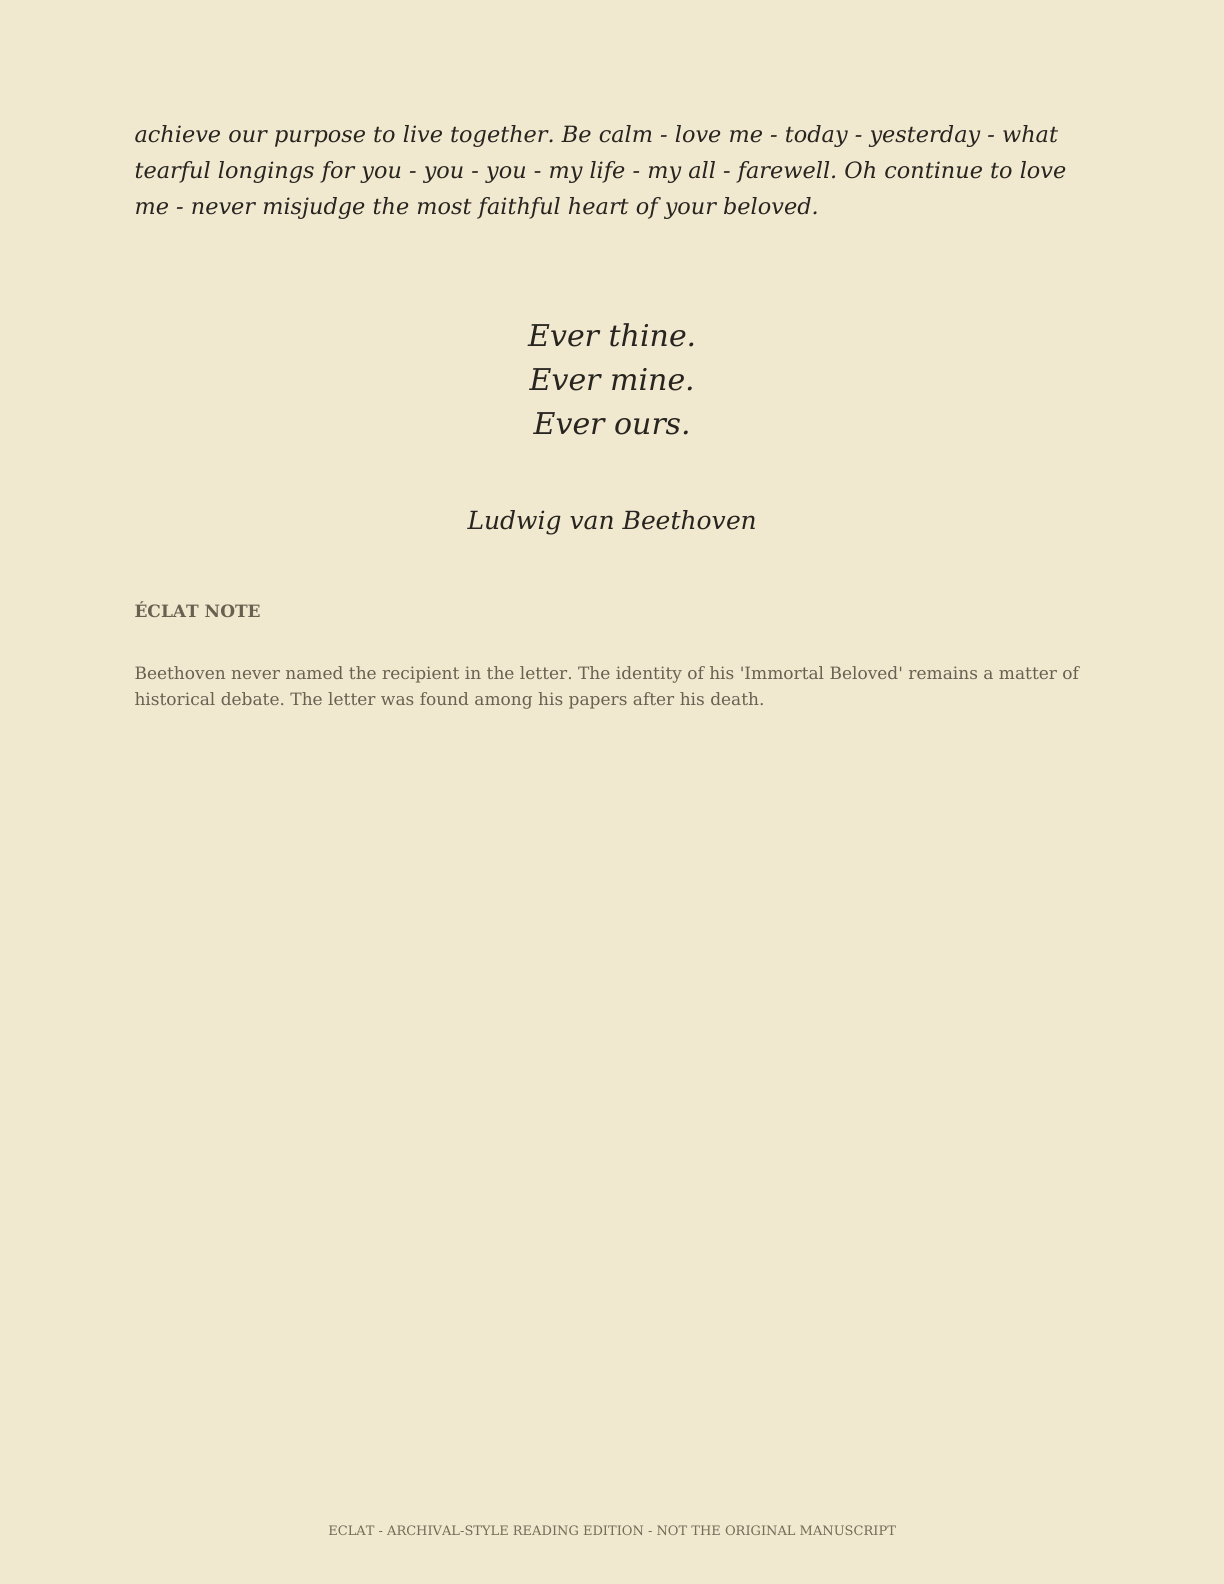 achieve our purpose to live together. Be calm - love me - today - yesterday - what
tearful longings for you - you - you - my life - my all - farewell. Oh continue to love
me - never misjudge the most faithful heart of your beloved.
Ever thine.
Ever mine.
Ever ours.
Ludwig van Beethoven
ÉCLAT NOTE
Beethoven never named the recipient in the letter. The identity of his 'Immortal Beloved' remains a matter of
historical debate. The letter was found among his papers after his death.
ECLAT - ARCHIVAL-STYLE READING EDITION - NOT THE ORIGINAL MANUSCRIPT